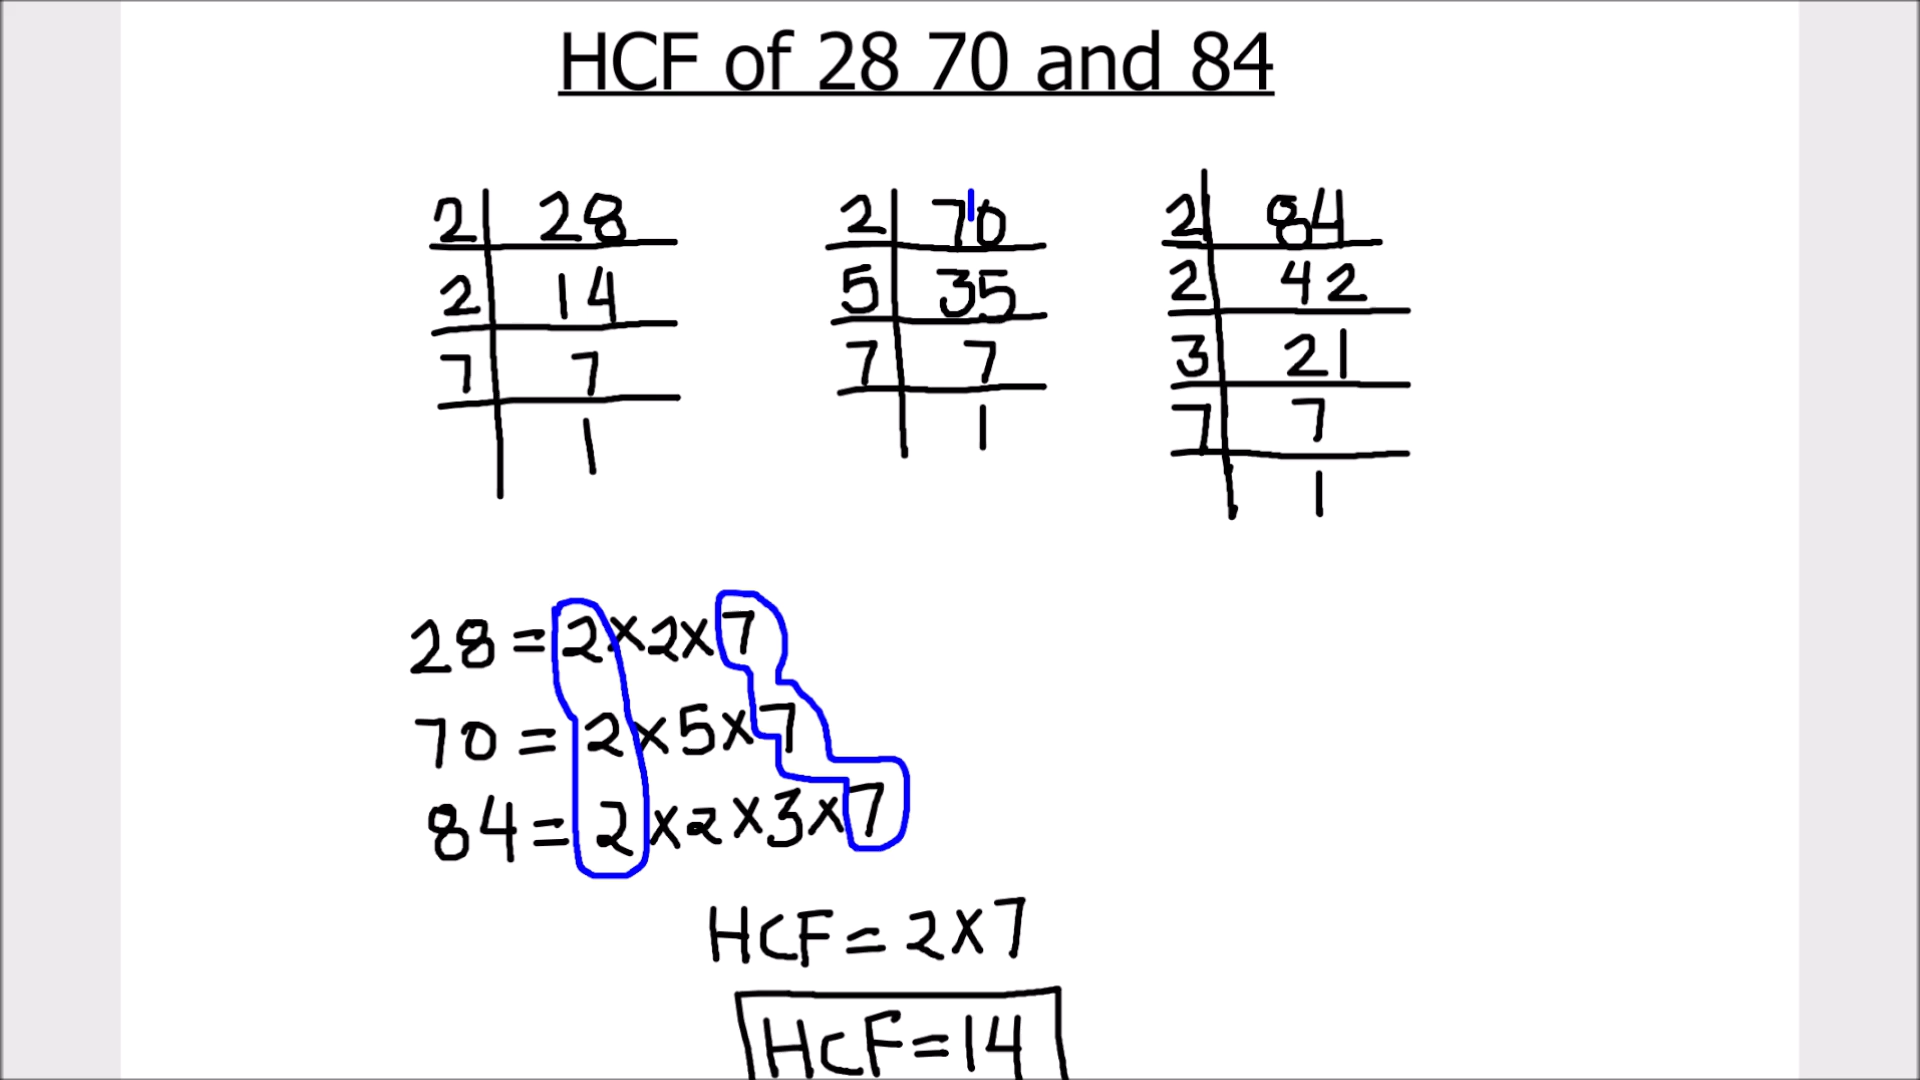 HCF of 28 70 and 84
2 28
2 14
7 7
1
2 70
5 35
7 7
1
2 84
2 42
3 21
7 7
1
28 = 2 × 2 × 7
70 = 2 × 5 × 7
84 = 2 × 2 × 3 × 7
HCF = 2 × 7
HCF = 14